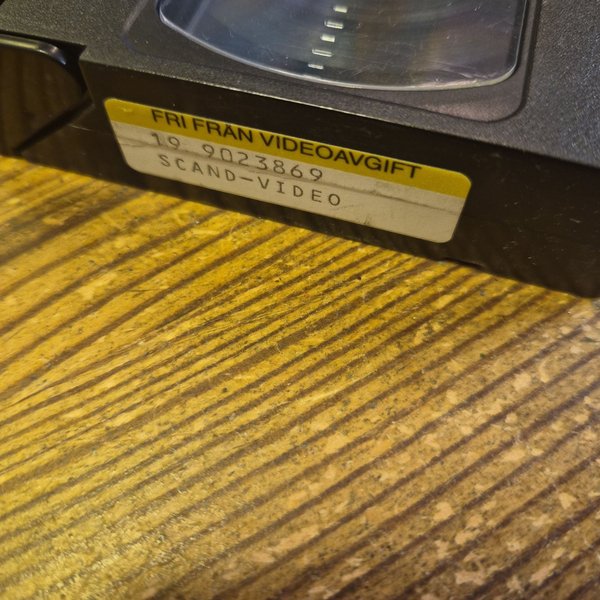 FRI FRÅN VIDEOAVGIFT
19 9023869
SCAND-VIDEO